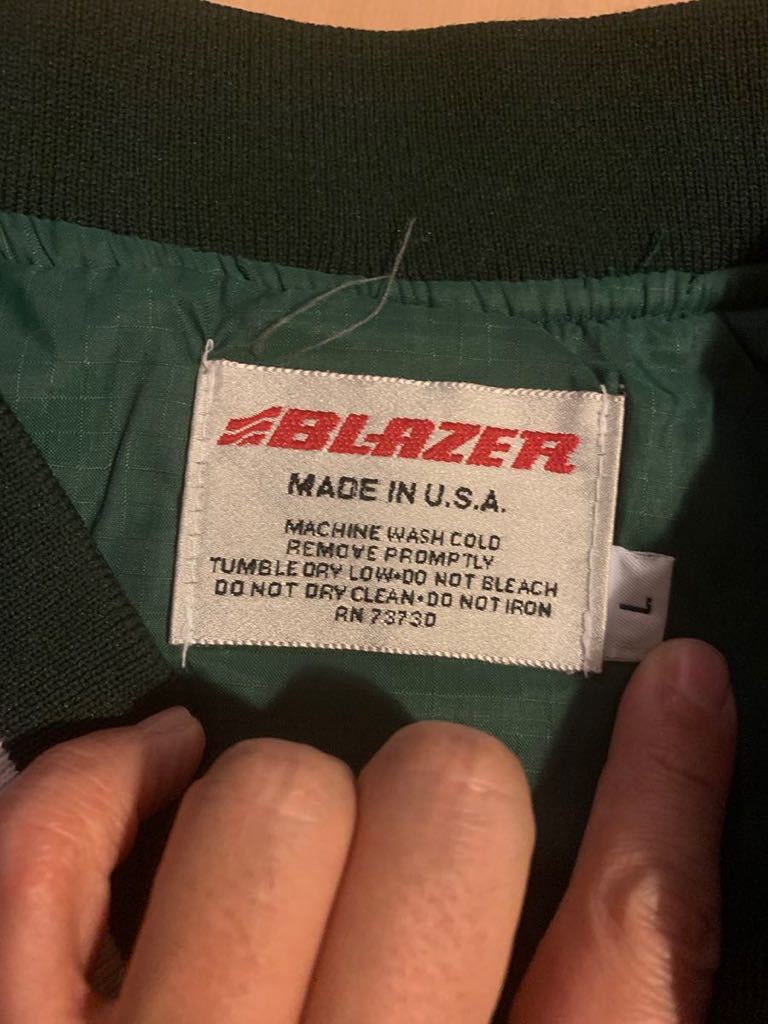 BLAZER
MADE IN U.S.A.
MACHINE WASH COLD
REMOVE PROMPTLY
TUMBLE DRY LOW•DO NOT BLEACH
DO NOT DRY CLEAN•DO NOT IRON
RN 73730
L